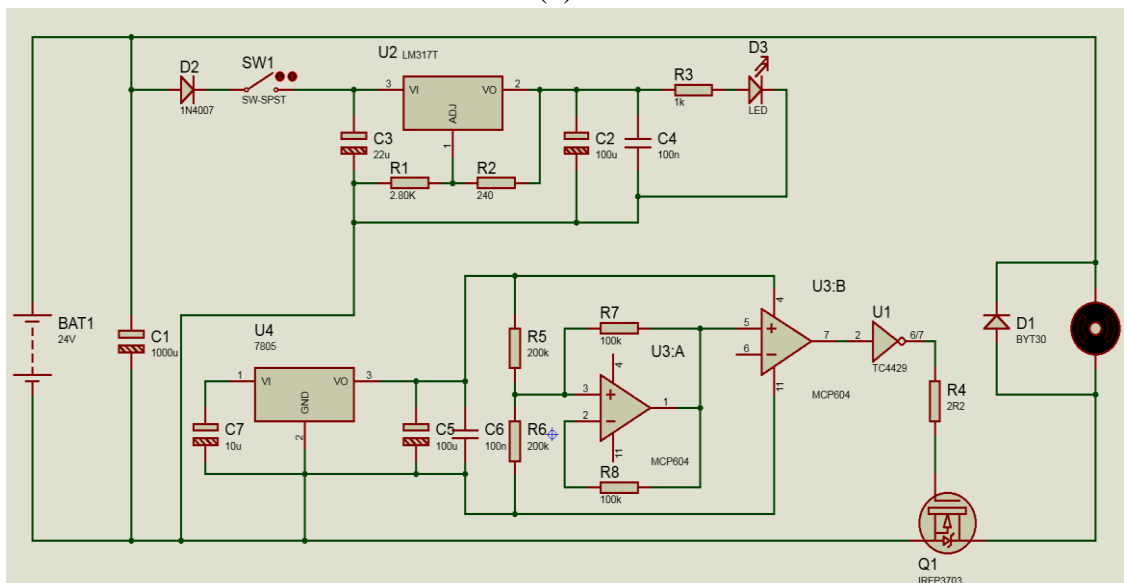 D2
1N4007
SW1
SW-SPST
U2 LM317T
3
VI
VO
2
ADJ
1
R3
1k
D3
LED
C3
22u
R1
2.80K
R2
240
C2
100u
C4
100n
BAT1
24V
C1
1000u
U4
7805
1
VI
VO
3
GND
2
C7
10u
C5
100u
C6
100n
R5
200k
R6
200k
R7
100k
U3:A
4
3
2
1
11
MCP604
R8
100k
U3:B
4
5
6
7
11
MCP604
U1
2
6/7
TC4429
R4
2R2
D1
BYT30
Q1
IRFP3703